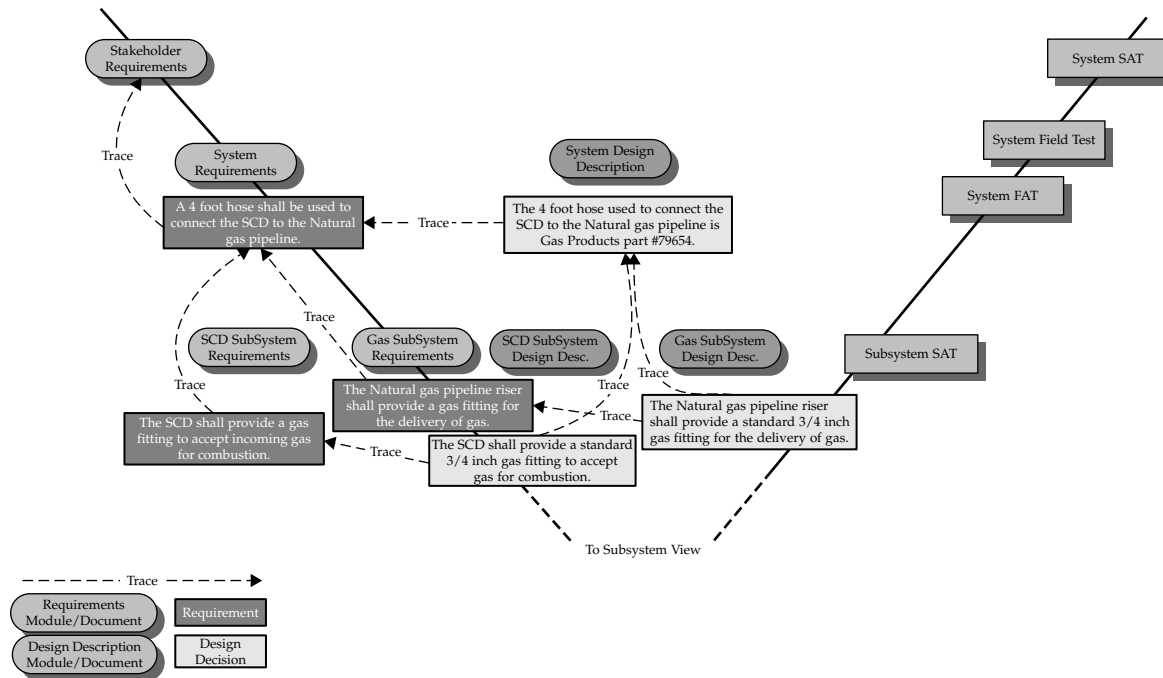 Stakeholder
Requirements
System SAT
Trace
System Field Test
System
Requirements
System Design
Description
System FAT
A 4 foot hose shall be used to
connect the SCD to the Natural
gas pipeline.
Trace
The 4 foot hose used to connect the
SCD to the Natural gas pipeline is
Gas Products part #79654.
Trace
SCD SubSystem
Requirements
Gas SubSystem
Requirements
SCD SubSystem
Design Desc.
Gas SubSystem
Design Desc.
Subsystem SAT
Trace
Trace
Trace
The Natural gas pipeline riser
shall provide a gas fitting for
the delivery of gas.
Trace
The Natural gas pipeline riser
shall provide a standard 3/4 inch
gas fitting for the delivery of gas.
The SCD shall provide a gas
fitting to accept incoming gas
for combustion.
Trace
The SCD shall provide a standard
3/4 inch gas fitting to accept
gas for combustion.
To Subsystem View
Trace
Requirements
Module/Document
Requirement
Design Description
Module/Document
Design
Decision